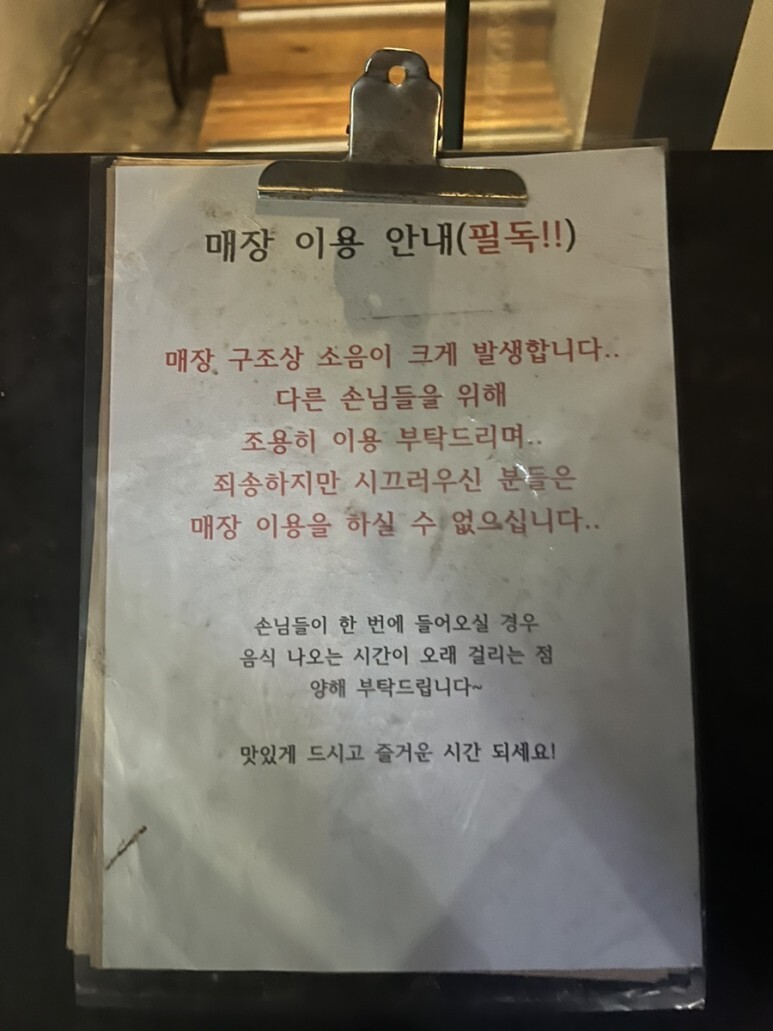 매장 이용 안내(필독!!)
매장 구조상 소음이 크게 발생합니다..
다른 손님들을 위해
조용히 이용 부탁드리며..
죄송하지만 시끄러우신 분들은
매장 이용을 하실 수 없으십니다..
손님들이 한 번에 들어오실 경우
음식 나오는 시간이 오래 걸리는 점
양해 부탁드립니다~
맛있게 드시고 즐거운 시간 되세요!